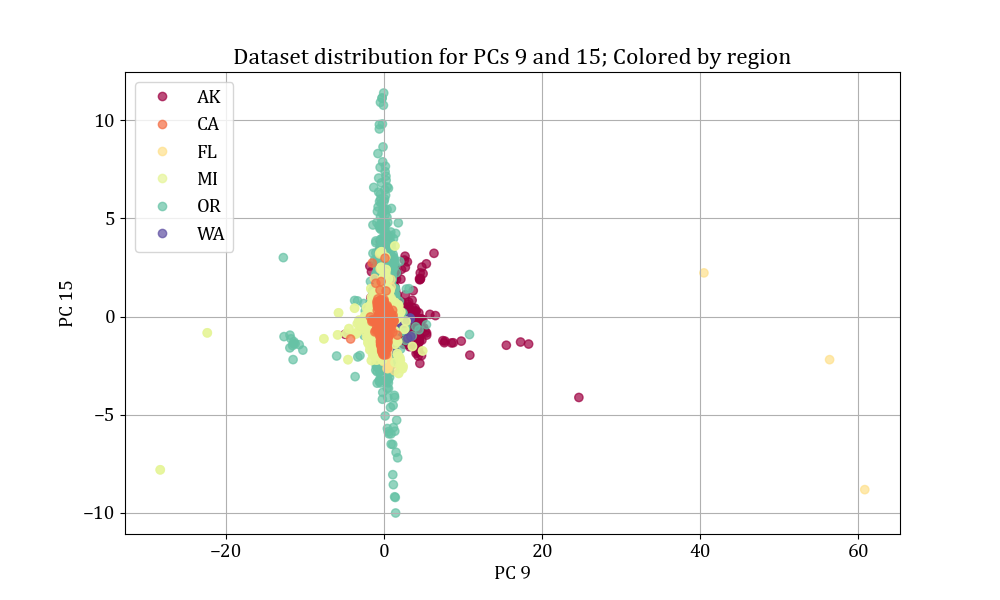 Dataset distribution for PCs 9 and 15; Colored by region
AK
CA
FL
MI
OR
WA
10
5
0
−5
−10
PC 15
−20
0
20
40
60
PC 9